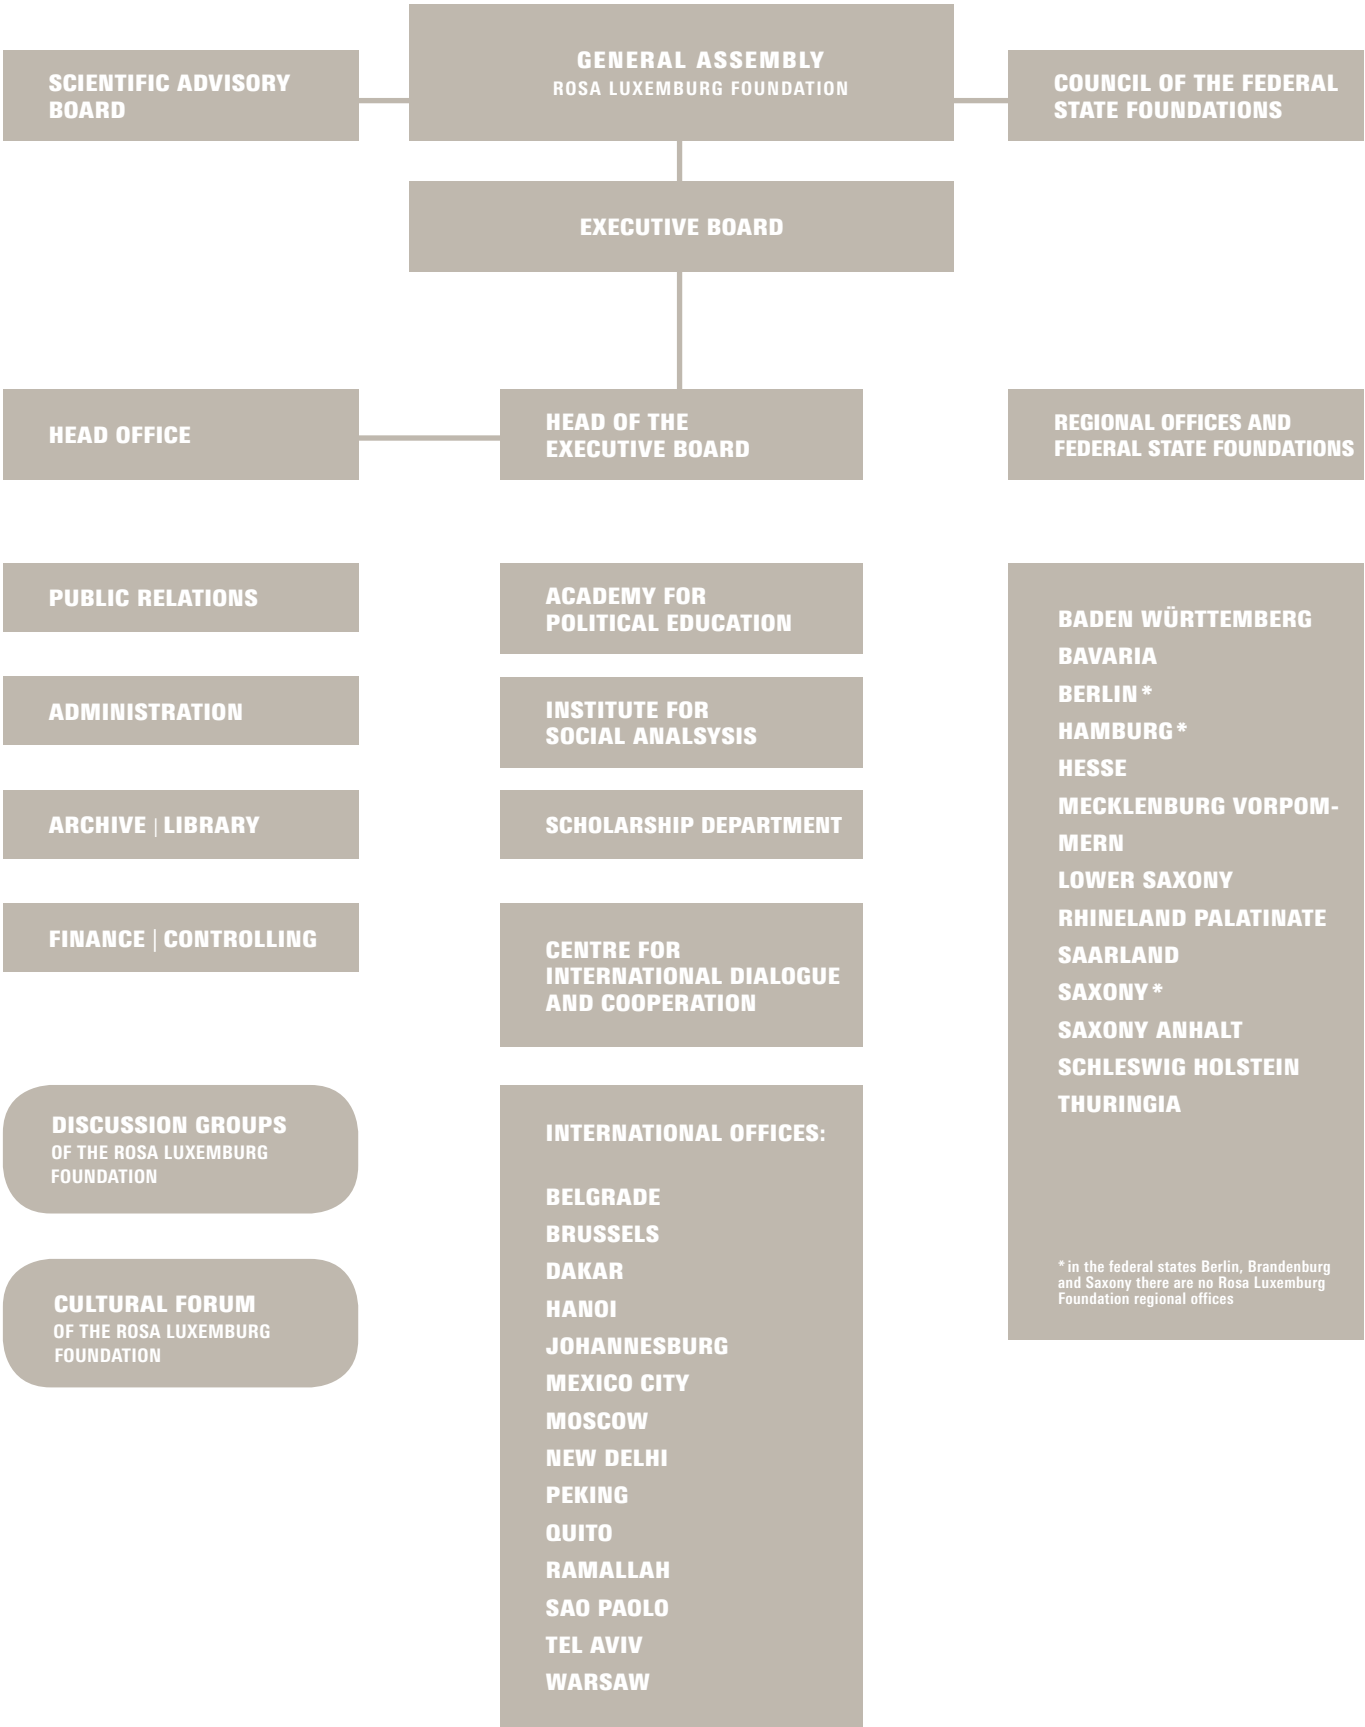 GENERAL ASSEMBLY
ROSA LUXEMBURG FOUNDATION
SCIENTIFIC ADVISORY
BOARD
COUNCIL OF THE FEDERAL
STATE FOUNDATIONS
EXECUTIVE BOARD
HEAD OFFICE
HEAD OF THE
EXECUTIVE BOARD
REGIONAL OFFICES AND
FEDERAL STATE FOUNDATIONS
PUBLIC RELATIONS
ADMINISTRATION
ARCHIVE | LIBRARY
FINANCE | CONTROLLING
DISCUSSION GROUPS
OF THE ROSA LUXEMBURG
FOUNDATION
CULTURAL FORUM
OF THE ROSA LUXEMBURG
FOUNDATION
ACADEMY FOR
POLITICAL EDUCATION
INSTITUTE FOR
SOCIAL ANALSYSIS
SCHOLARSHIP DEPARTMENT
CENTRE FOR
INTERNATIONAL DIALOGUE
AND COOPERATION
INTERNATIONAL OFFICES:
BELGRADE
BRUSSELS
DAKAR
HANOI
JOHANNESBURG
MEXICO CITY
MOSCOW
NEW DELHI
PEKING
QUITO
RAMALLAH
SAO PAOLO
TEL AVIV
WARSAW
BADEN WÜRTTEMBERG
BAVARIA
BERLIN *
HAMBURG *
HESSE
MECKLENBURG VORPOM-
MERN
LOWER SAXONY
RHINELAND PALATINATE
SAARLAND
SAXONY *
SAXONY ANHALT
SCHLESWIG HOLSTEIN
THURINGIA
* in the federal states Berlin, Brandenburg
and Saxony there are no Rosa Luxemburg
Foundation regional offices